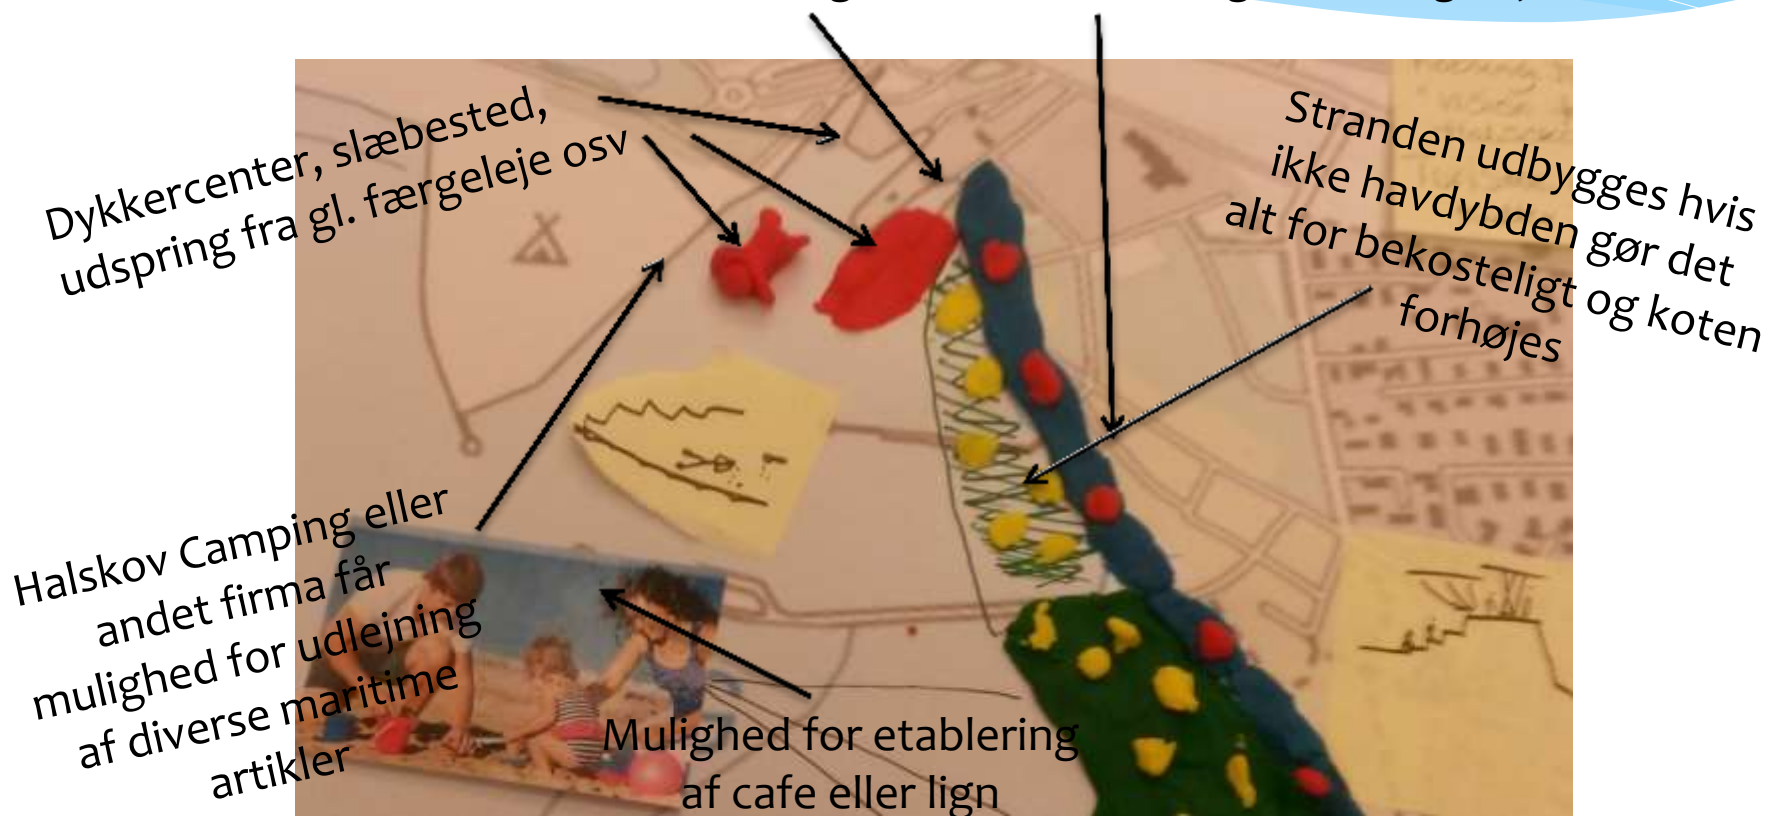 Dykkercenter, slæbested,
udspring fra gl. færgeleje osv
Stranden udbygges hvis
ikke havdybden gør det
alt for bekosteligt og koten
forhøjes
Halskov Camping eller
andet firma får
mulighed for udlejning
af diverse maritime
artikler
Mulighed for etablering
af cafe eller lign